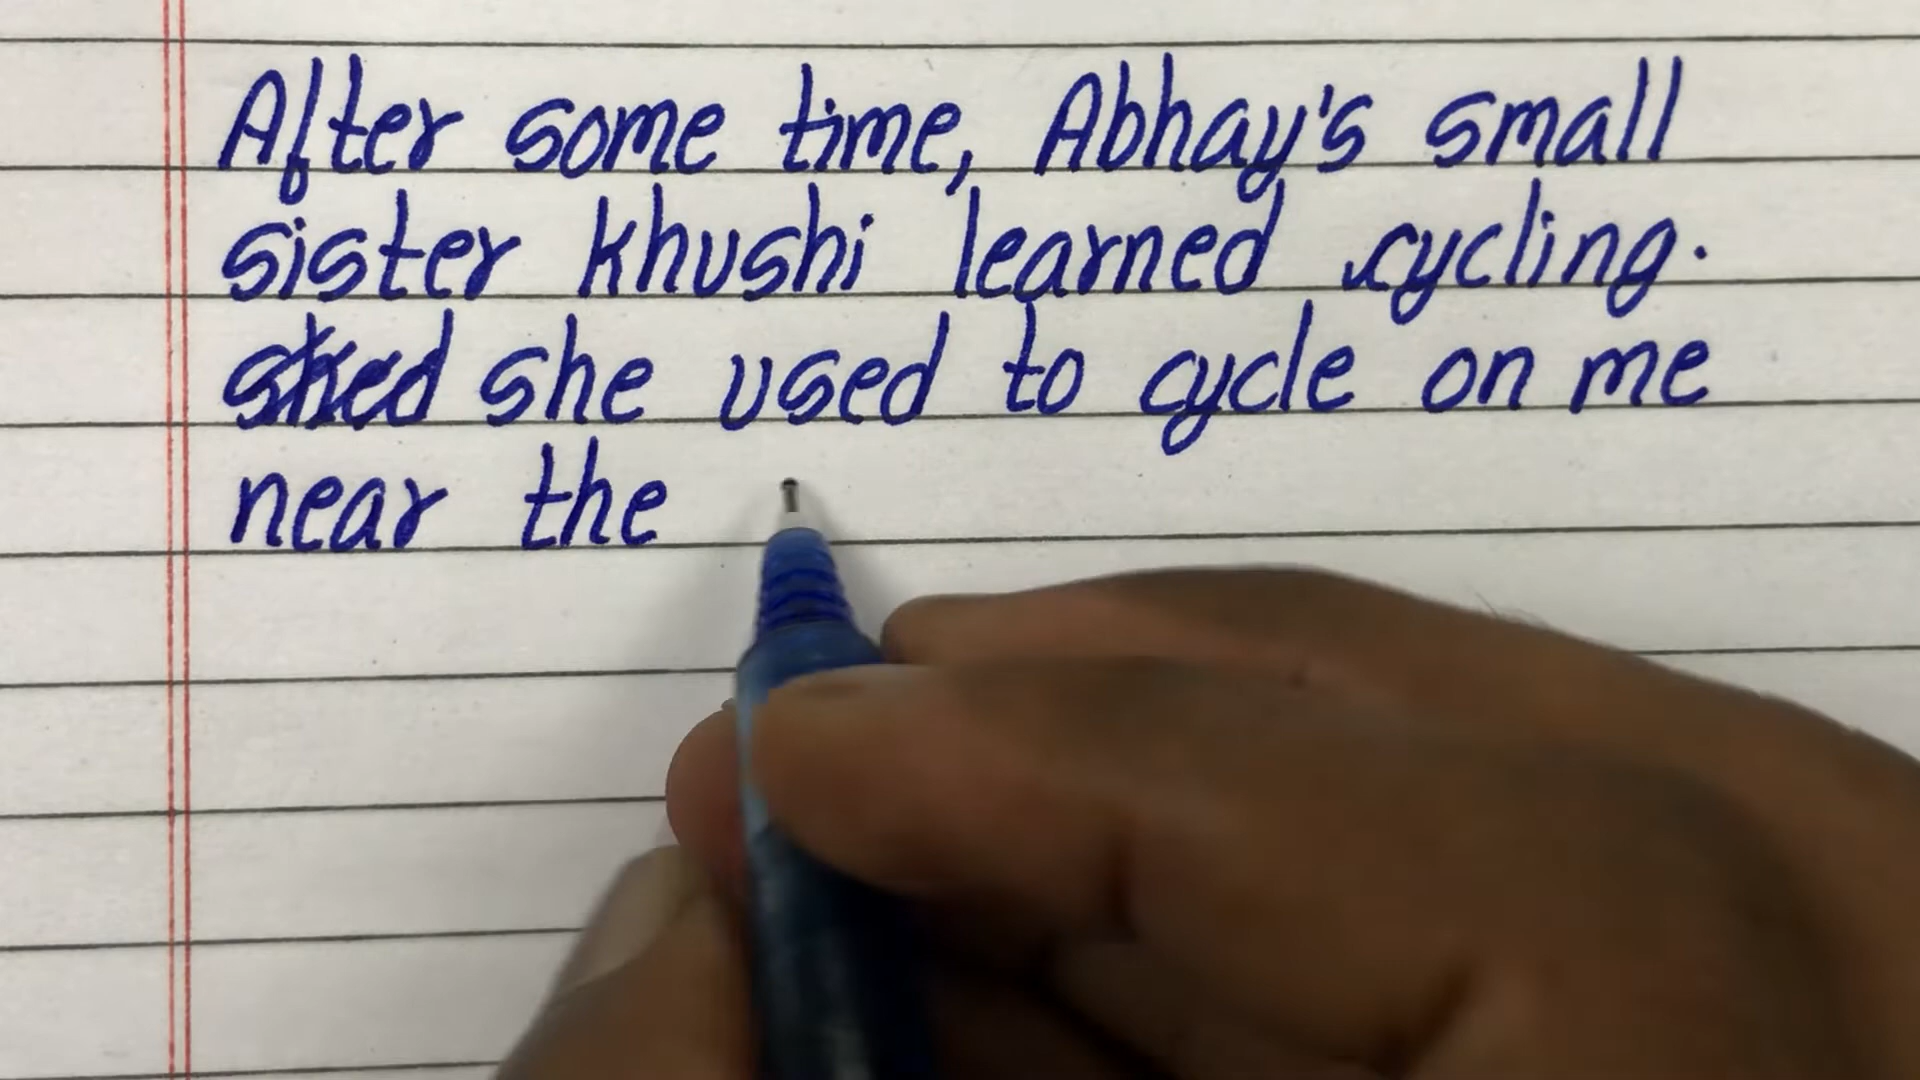 After some time, Abhay's small
sister khushi learned cycling.
she used to cycle on me
near the